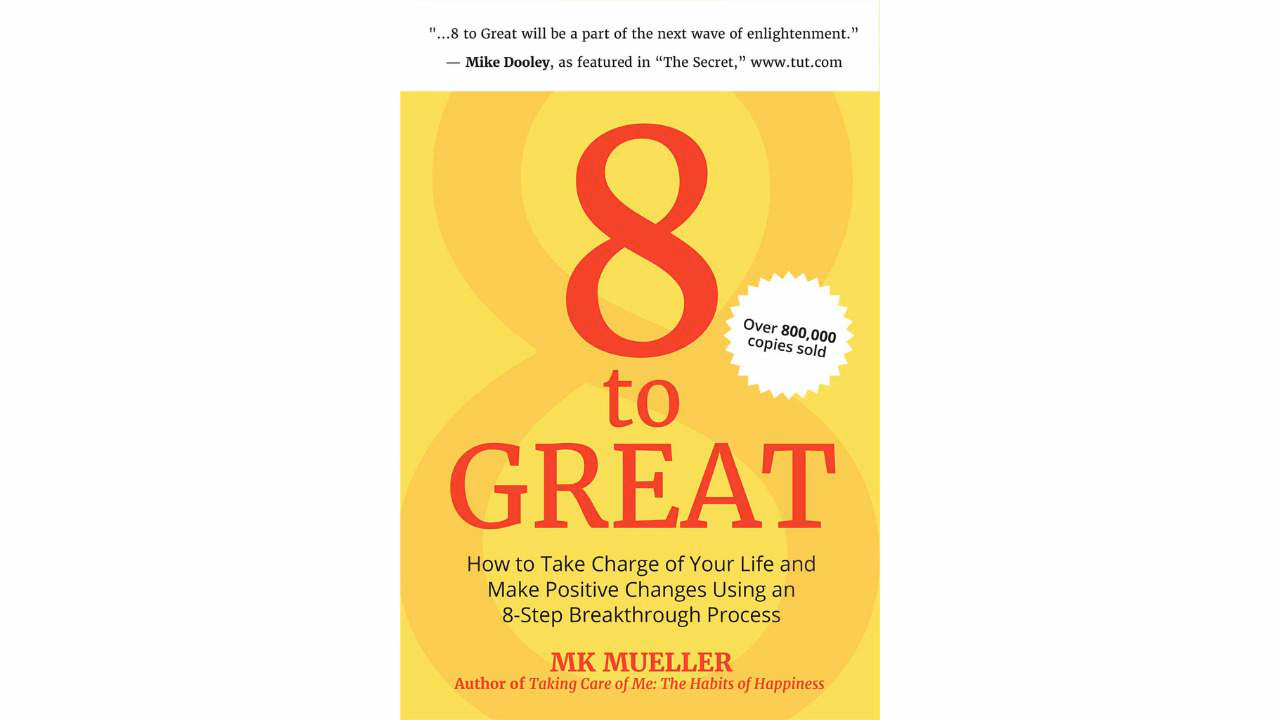 "...8 to Great will be a part of the next wave of enlightenment.”
— Mike Dooley, as featured in “The Secret,” www.tut.com
8
to
GREAT
Over 800,000
copies sold
How to Take Charge of Your Life and
Make Positive Changes Using an
8-Step Breakthrough Process
MK MUELLER
Author of Taking Care of Me: The Habits of Happiness